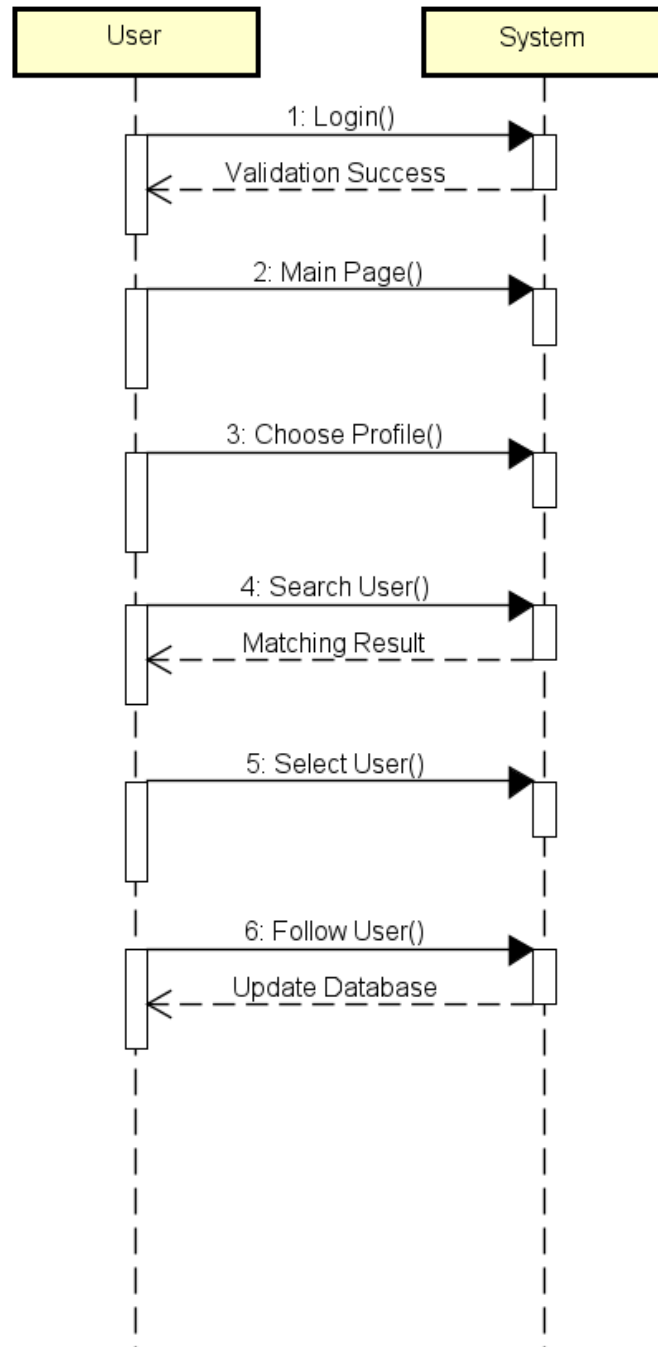 User
System
1: Login()
Validation Success
2: Main Page()
3: Choose Profile()
4: Search User()
Matching Result
5: Select User()
6: Follow User()
Update Database